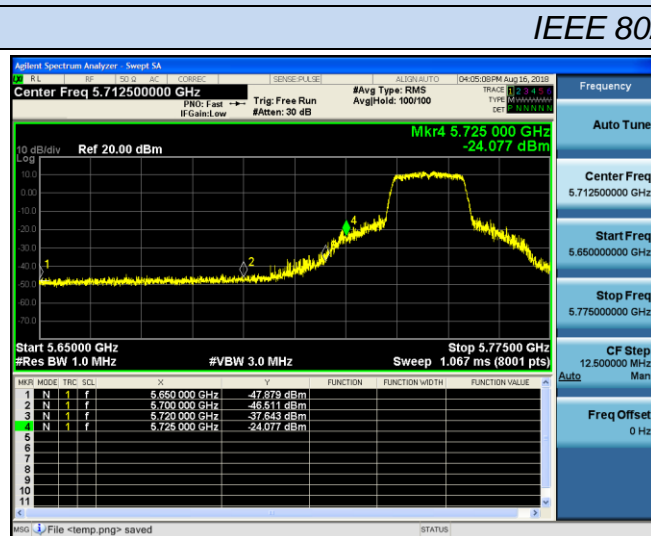 IEEE 80
Agilent Spectrum Analyzer - Swept SA
RL RF 50 Ω AC CORREC SENSE:PULSE ALIGN AUTO 04:05:08 PM Aug 16, 2018
Center Freq 5.712500000 GHz
PNO: Fast
IFGain:Low
Trig: Free Run
#Atten: 30 dB
#Avg Type: RMS
Avg|Hold: 100/100
TRACE 1 2 3 4 5 6
TYPE M
DET P N N N N N
Mkr4 5.725 000 GHz
-24.077 dBm
10 dB/div
Log
Ref 20.00 dBm
10.0
0.00
-10.0
-20.0
-30.0
-40.0
-50.0
-60.0
-70.0
1
2
4
Start 5.65000 GHz
Stop 5.77500 GHz
#Res BW 1.0 MHz
#VBW 3.0 MHz
Sweep 1.067 ms (8001 pts)
MKR MODE TRC SCL X Y FUNCTION FUNCTION WIDTH FUNCTION VALUE
1 N 1 f 5.650 000 GHz -47.879 dBm
2 N 1 f 5.700 000 GHz -46.511 dBm
3 N 1 f 5.720 000 GHz -37.643 dBm
4 N 1 f 5.725 000 GHz -24.077 dBm
5
6
7
8
9
10
11
MSG File <temp.png> saved
STATUS
Frequency
Auto Tune
Center Freq
5.712500000 GHz
Start Freq
5.650000000 GHz
Stop Freq
5.775000000 GHz
CF Step
12.500000 MHz
Auto Man
Freq Offset
0 Hz